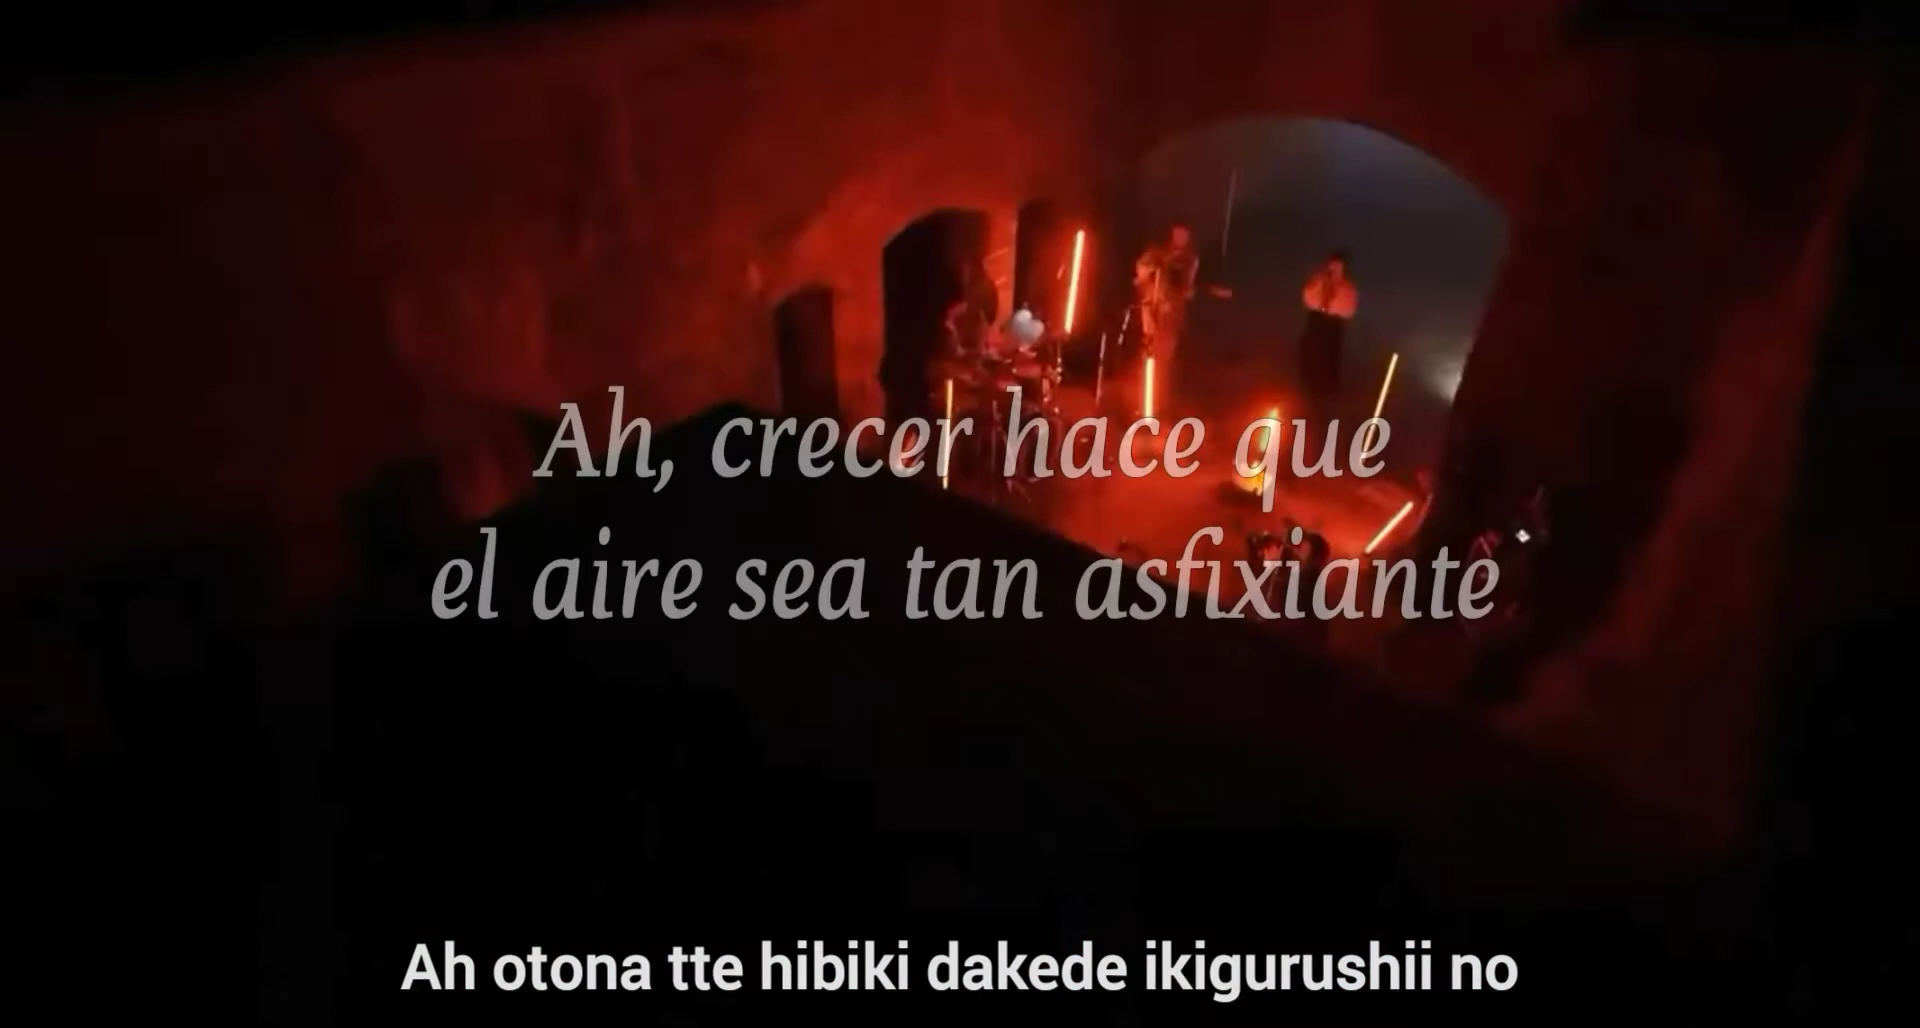 Ah, crecer hace que
el aire sea tan asfixiante
Ah otona tte hibiki dakede ikigurushii no